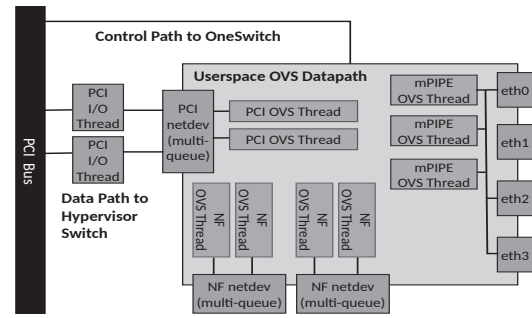 Control Path to OneSwitch
Userspace OVS Datapath
PCI Bus
PCI
I/O
Thread
PCI
I/O
Thread
Data Path to
Hypervisor
Switch
PCI
netdev
(multi-
queue)
PCI OVS Thread
PCI OVS Thread
mPIPE
OVS Thread
mPIPE
OVS Thread
mPIPE
OVS Thread
eth0
eth1
eth2
eth3
NF
OVS Thread
NF
OVS Thread
NF
OVS Thread
NF
OVS Thread
NF netdev
(multi-queue)
NF netdev
(multi-queue)